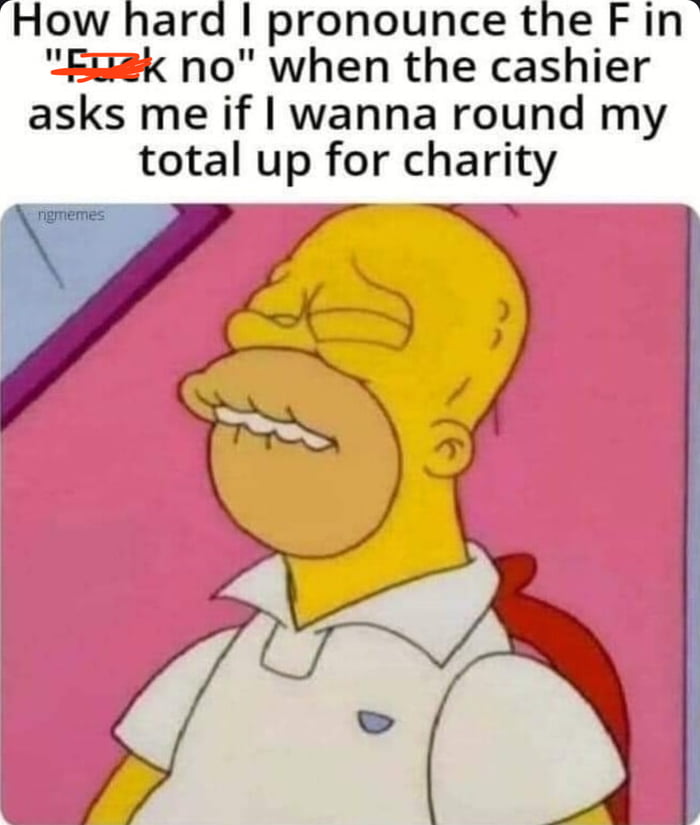 How hard I pronounce the F in
"Fuck no" when the cashier
asks me if I wanna round my
total up for charity
ngmemes